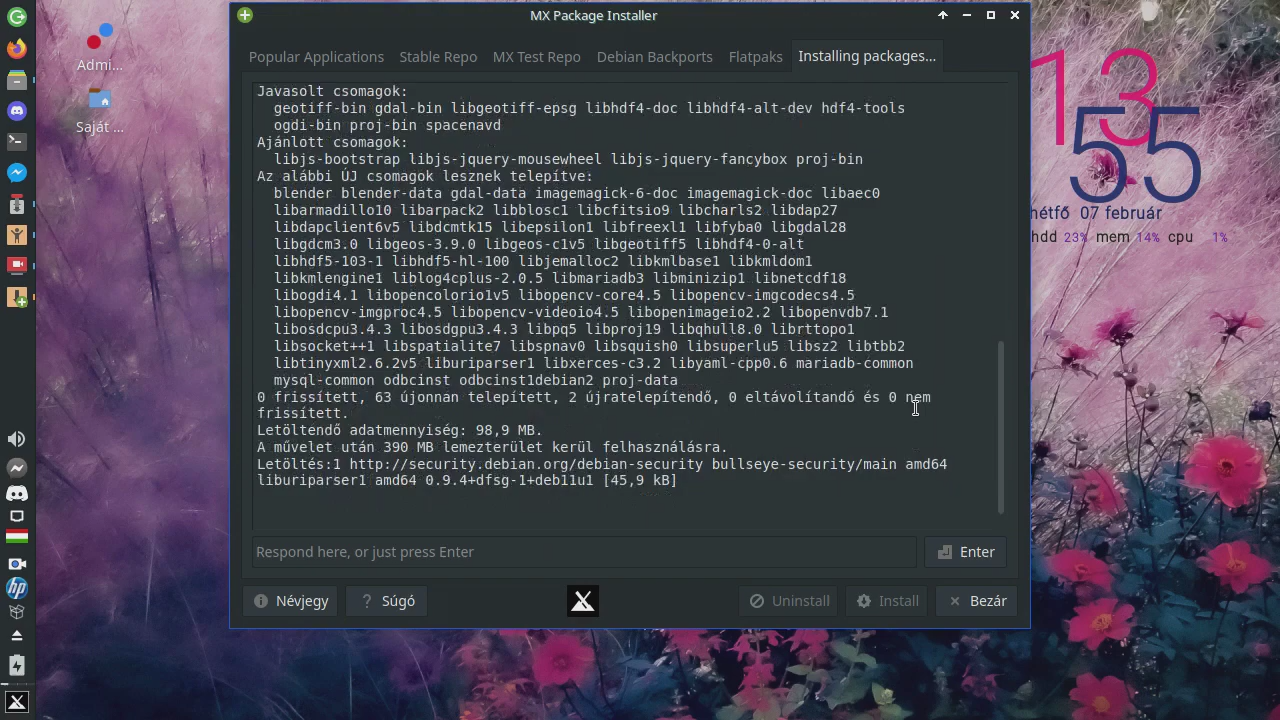 MX Package Installer
Popular Applications
Stable Repo
MX Test Repo
Debian Backports
Flatpaks
Installing packages...
Javasolt csomagok:
geotiff-bin gdal-bin libgeotiff-epsg libhdf4-doc libhdf4-alt-dev hdf4-tools
ogdi-bin proj-bin spacenavd
Ajánlott csomagok:
libjs-bootstrap libjs-jquery-mousewheel libjs-jquery-fancybox proj-bin
Az alábbi ÚJ csomagok lesznek telepítve:
blender blender-data gdal-data imagemagick-6-doc imagemagick-doc libaec0
libarmadillo10 libarpack2 libblosc1 libcfitsio9 libcharls2 libdap27
libdapclient6v5 libdcmtk15 libepsilon1 libfreexl1 libfyba0 libgdal28
libgdcm3.0 libgeos-3.9.0 libgeos-c1v5 libgeotiff5 libhdf4-0-alt
libhdf5-103-1 libhdf5-hl-100 libjemalloc2 libkmlbase1 libkmldom1
libkmlengine1 liblog4cplus-2.0.5 libmariadb3 libminizip1 libnetcdf18
libogdi4.1 libopencolorio1v5 libopencv-core4.5 libopencv-imgcodecs4.5
libopencv-imgproc4.5 libopencv-videoio4.5 libopenimageio2.2 libopenvdb7.1
libosdcpu3.4.3 libosdgpu3.4.3 libpq5 libproj19 libqhull8.0 librttopo1
libsocket++1 libspatialite7 libspnav0 libsquish0 libsuperlu5 libsz2 libtbb2
libtinyxml2.6.2v5 liburiparser1 libxerces-c3.2 libyaml-cpp0.6 mariadb-common
mysql-common odbcinst odbcinst1debian2 proj-data
0 frissített, 63 újonnan telepített, 2 újratelepítendő, 0 eltávolítandó és 0 nem
frissített.
Letöltendő adatmennyiség: 98,9 MB.
A művelet után 390 MB lemezterület kerül felhasználásra.
Letöltés:1 http://security.debian.org/debian-security bullseye-security/main amd64
liburiparser1 amd64 0.9.4+dfsg-1+deb11u1 [45,9 kB]
Respond here, or just press Enter
Enter
Névjegy
? Súgó
Uninstall
Install
Bezár
Admi...
Saját ...
hp
13
55
hétfő 07 február
hdd 23% mem 14% cpu 1%